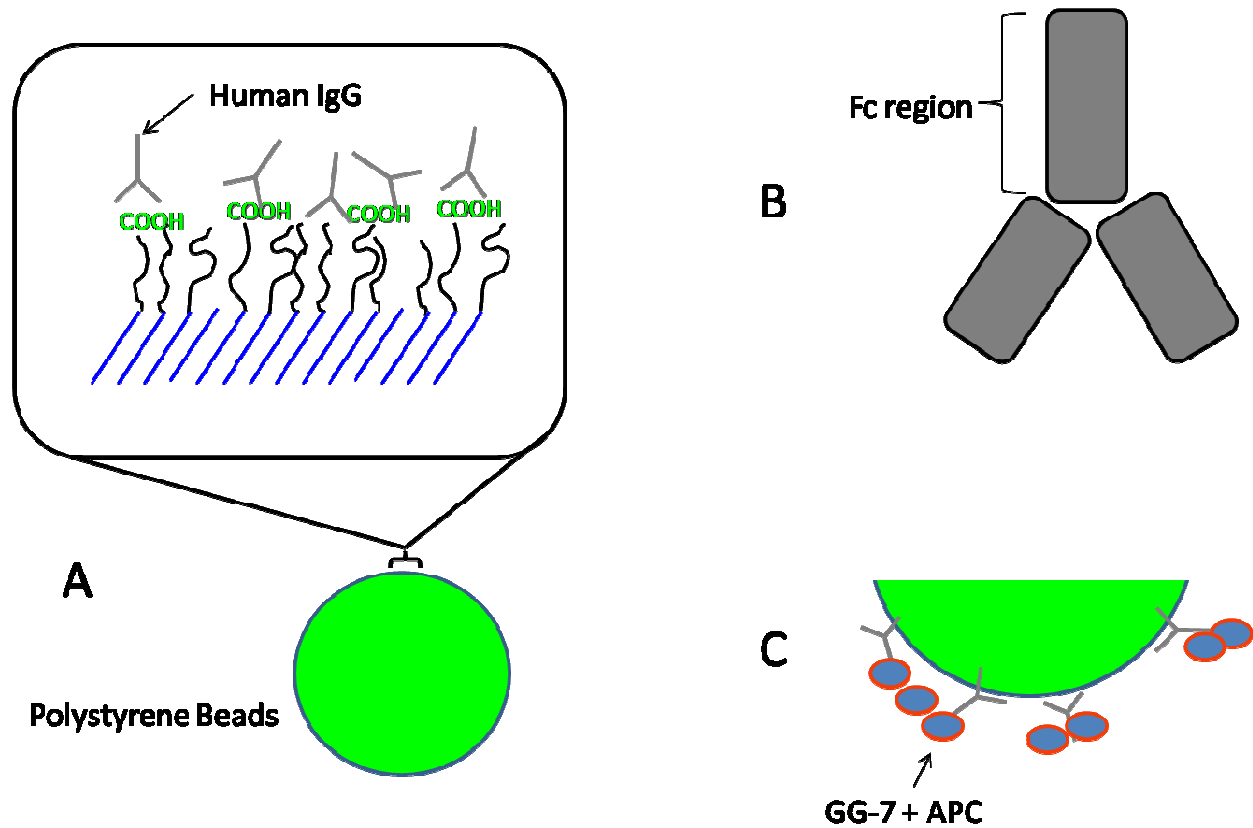 Human IgG
COOH
COOH
COOH
COOH
Fc region
B
A
Polystyrene Beads
C
GG-7 + APC